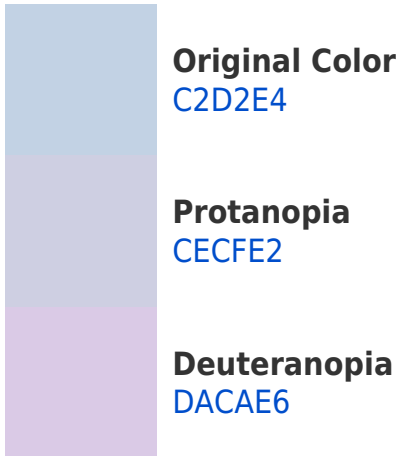 Original Color
C2D2E4
Protanopia
CECFE2
Deuteranopia
DACAE6